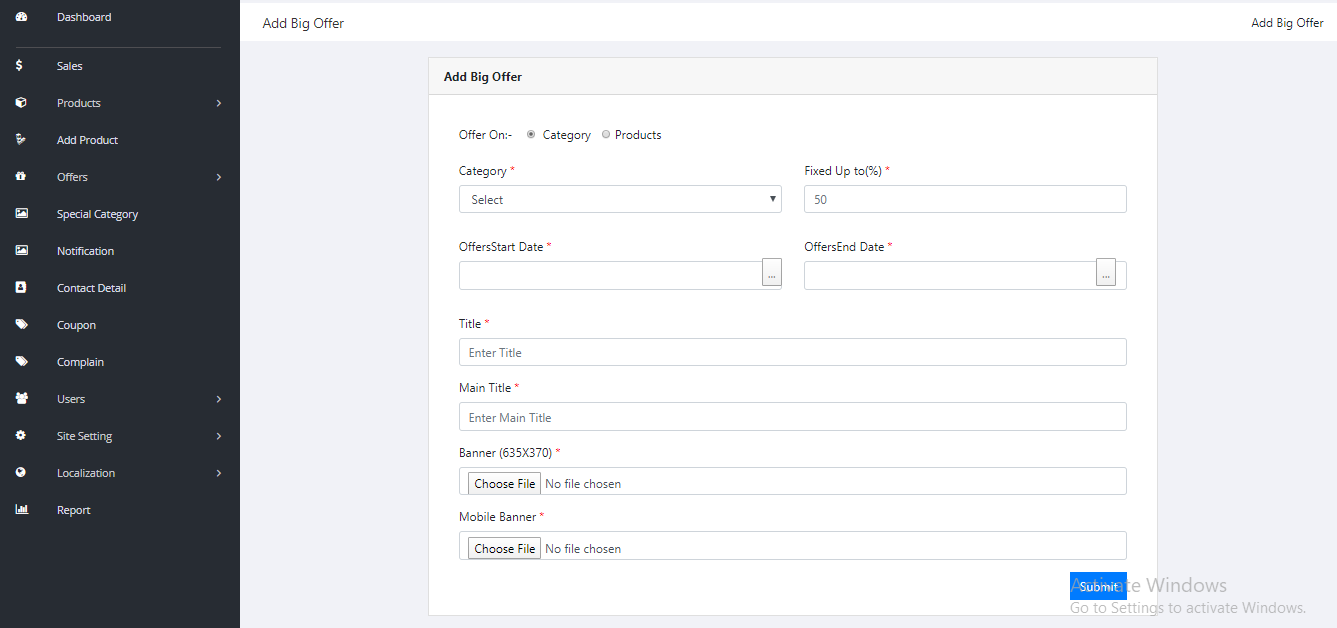 Dashboard
Sales
Products
Add Product
Offers
Special Category
Notification
Contact Detail
Coupon
Complain
Users
Site Setting
Localization
Report
Add Big Offer
Add Big Offer
Add Big Offer
Offer On:- Category Products
Category * Fixed Up to(%) *
Select 50
OffersStart Date * OffersEnd Date *
... ...
Title *
Enter Title
Main Title *
Enter Main Title
Banner (635X370) *
Choose File No file chosen
Mobile Banner *
Choose File No file chosen
Submit
Activate Windows
Go to Settings to activate Windows.